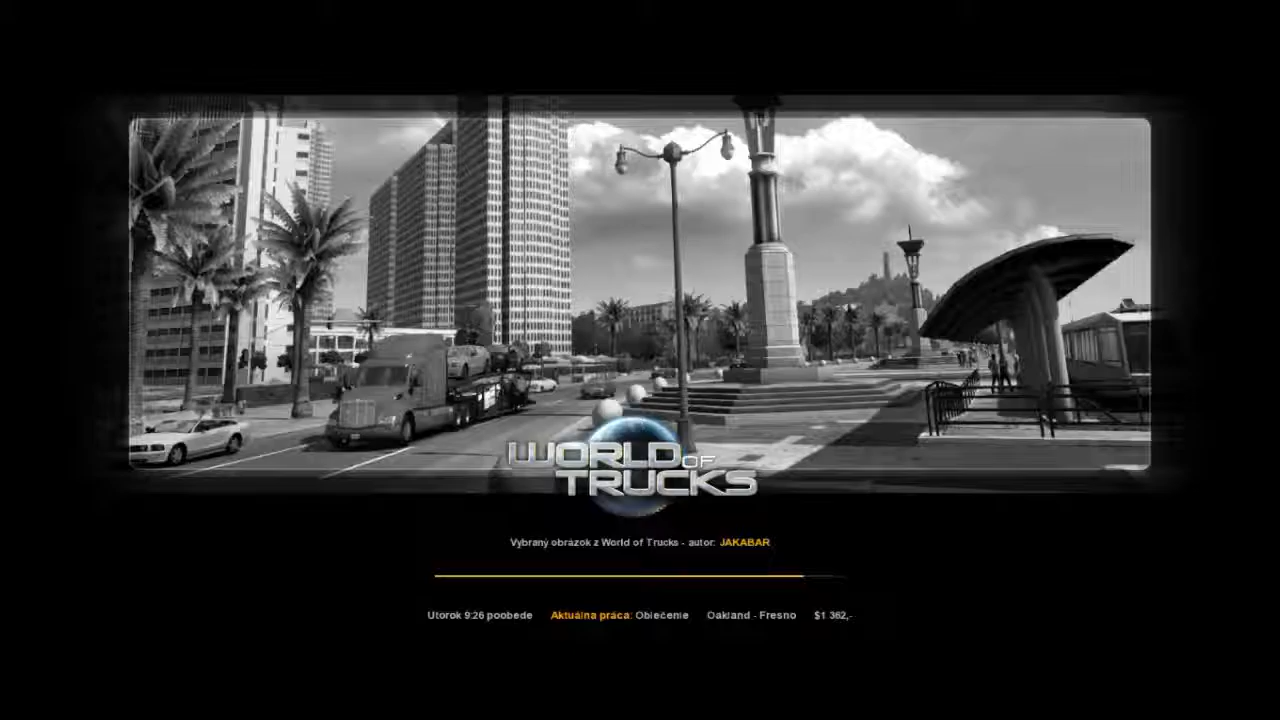 WORLD OF
TRUCKS
Vybraný obrázok z World of Trucks - autor: JAKABAR
Utorok 9:26 poobede Aktuálna práca: Oblečenie Oakland - Fresno $1 362,-